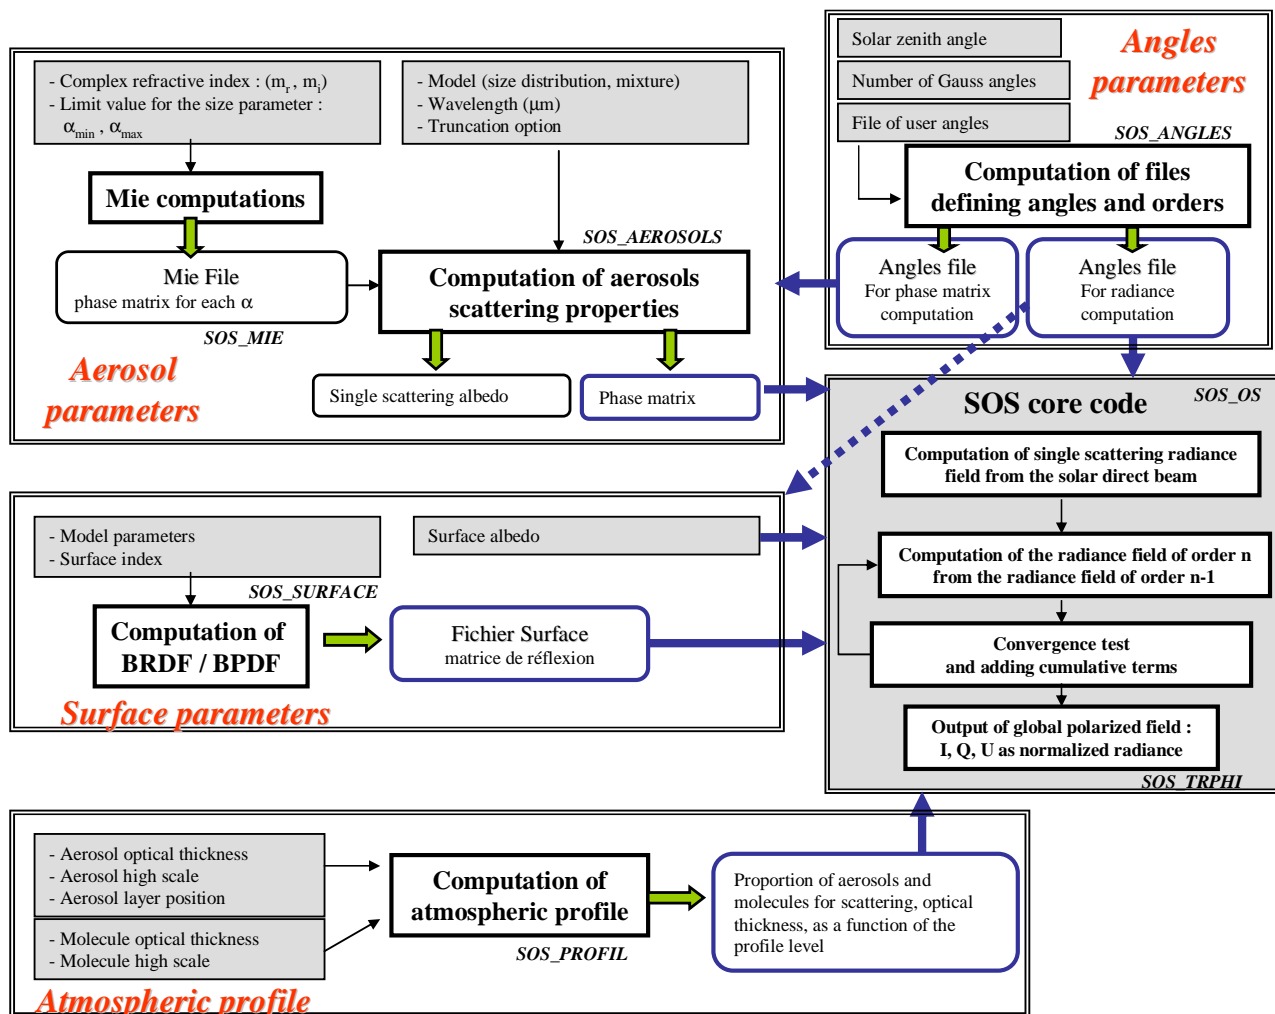 - Complex refractive index : (mr , mi)
- Limit value for the size parameter :
αmin , αmax
- Model (size distribution, mixture)
- Wavelength (μm)
- Truncation option
Mie computations
SOS_AEROSOLS
Mie File
phase matrix for each α
SOS_MIE
Computation of aerosols
scattering properties
Single scattering albedo
Phase matrix
Aerosol
parameters
Solar zenith angle
Number of Gauss angles
File of user angles
Angles
parameters
SOS_ANGLES
Computation of files
defining angles and orders
Angles file
For phase matrix
computation
Angles file
For radiance
computation
SOS core code
SOS_OS
Computation of single scattering radiance
field from the solar direct beam
Computation of the radiance field of order n
from the radiance field of order n-1
Convergence test
and adding cumulative terms
Output of global polarized field :
I, Q, U as normalized radiance
SOS_TRPHI
- Model parameters
- Surface index
SOS_SURFACE
Surface albedo
Computation of
BRDF / BPDF
Fichier Surface
matrice de réflexion
Surface parameters
- Aerosol optical thickness
- Aerosol high scale
- Aerosol layer position
- Molecule optical thickness
- Molecule high scale
Computation of
atmospheric profile
SOS_PROFIL
Proportion of aerosols and
molecules for scattering, optical
thickness, as a function of the
profile level
Atmospheric profile